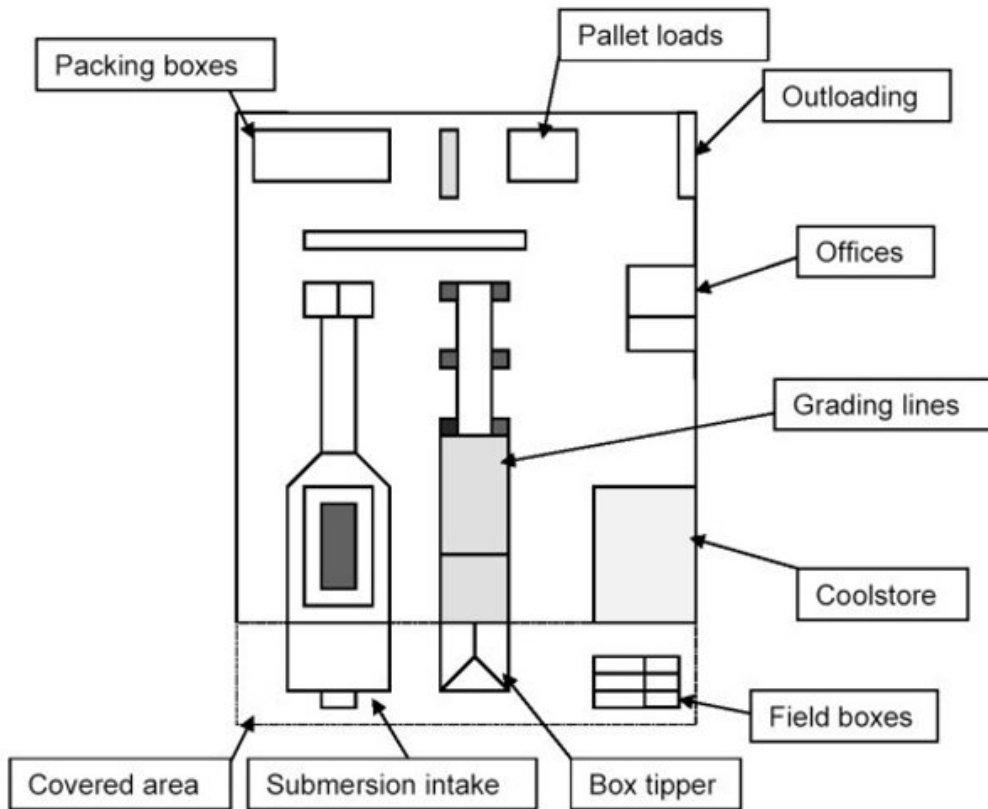 Pallet loads
Packing boxes
Outloading
Offices
Grading lines
Coolstore
Field boxes
Covered area
Submersion intake
Box tipper